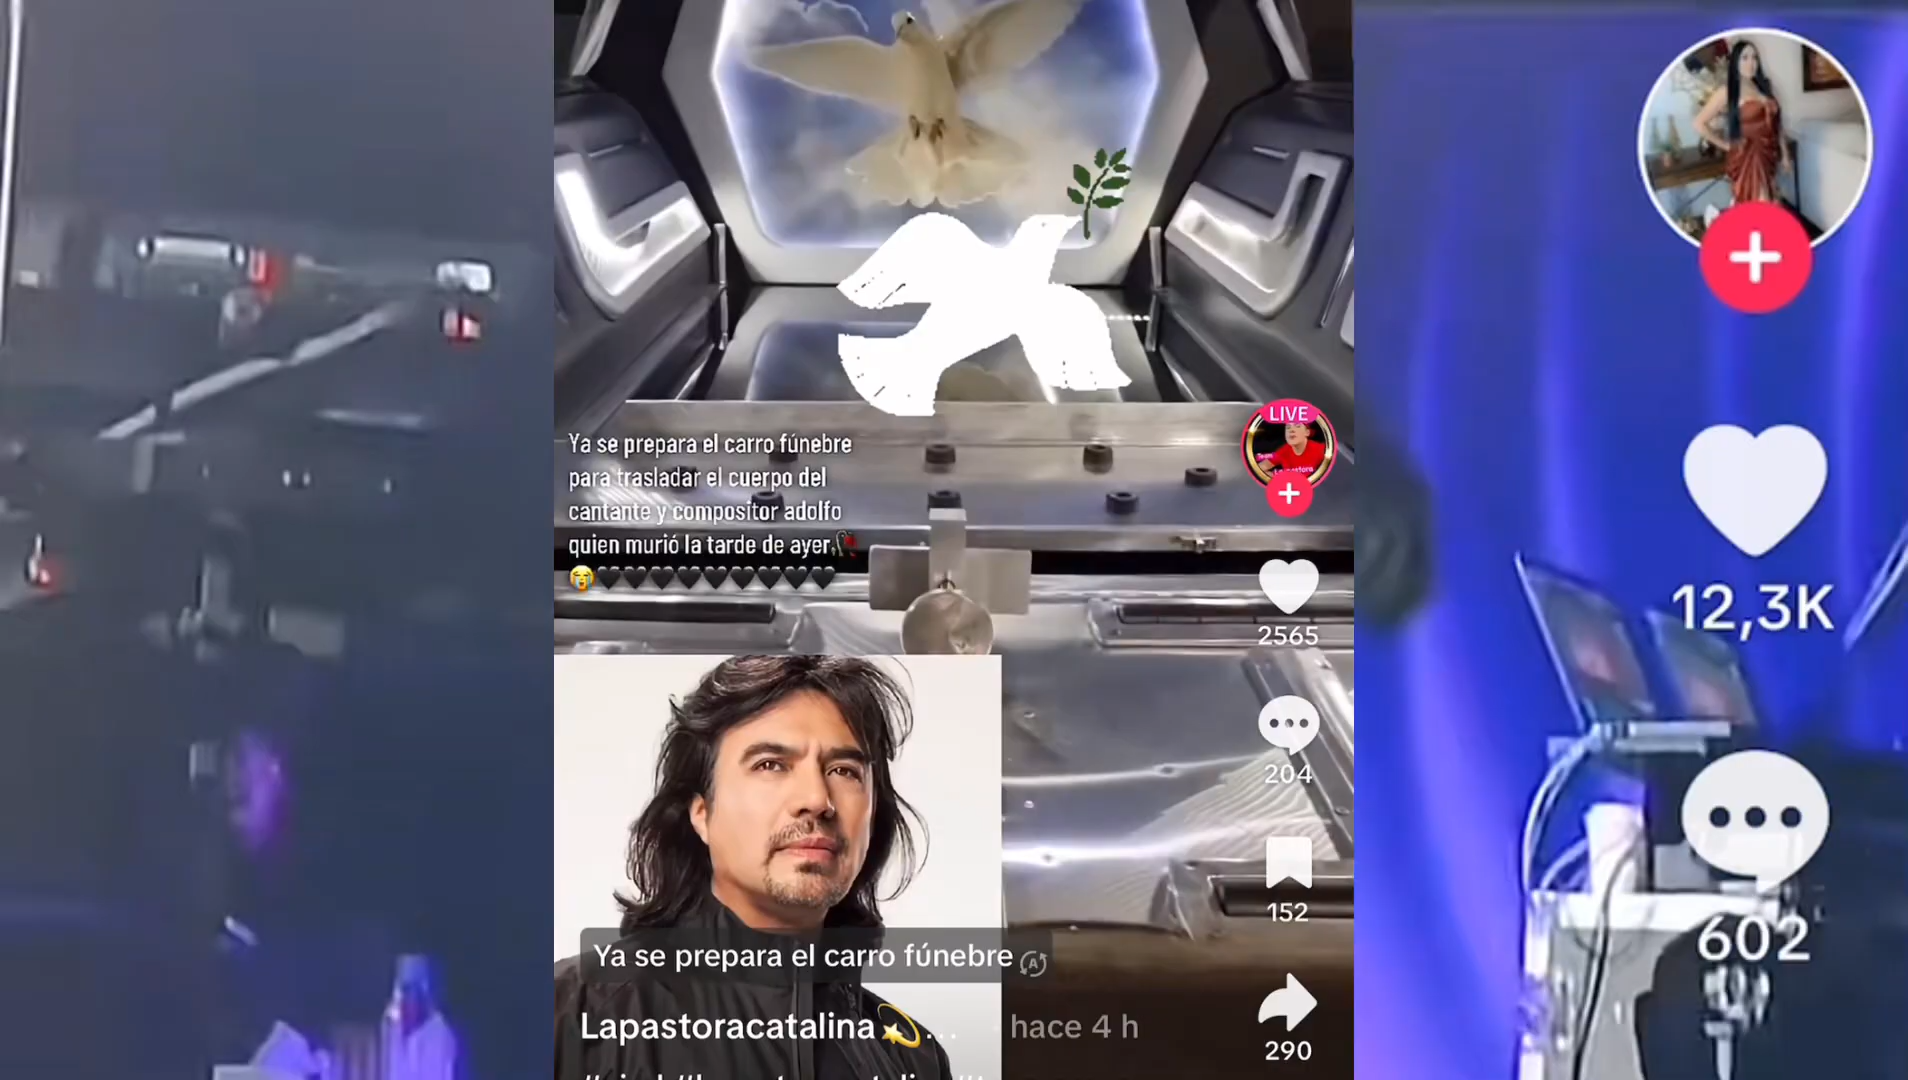 Ya se prepara el carro fúnebre
para trasladar el cuerpo del
cantante y compositor adolfo
quien murió la tarde de ayer
LIVE
2565
204
152
290
Ya se prepara el carro fúnebre
Lapastoracatalina... · hace 4 h
12,3K
602